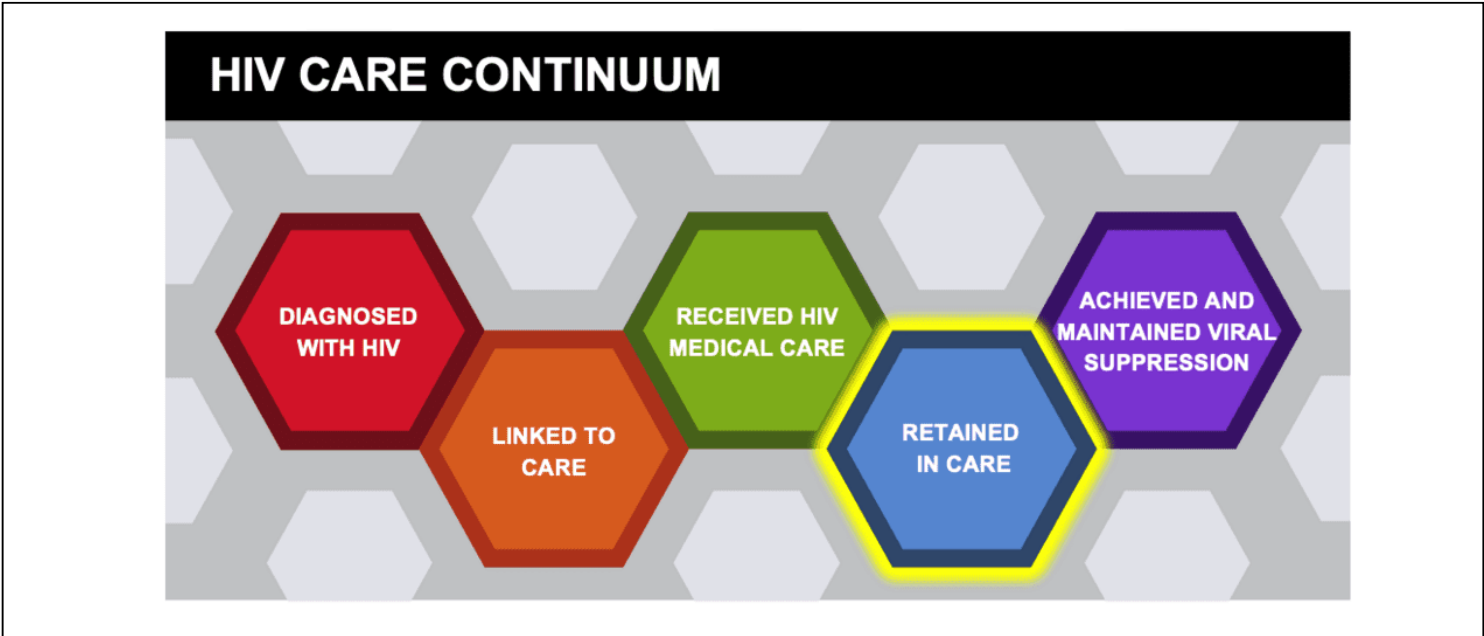 HIV CARE CONTINUUM
DIAGNOSED
WITH HIV
LINKED TO
CARE
RECEIVED HIV
MEDICAL CARE
RETAINED
IN CARE
ACHIEVED AND
MAINTAINED VIRAL
SUPPRESSION